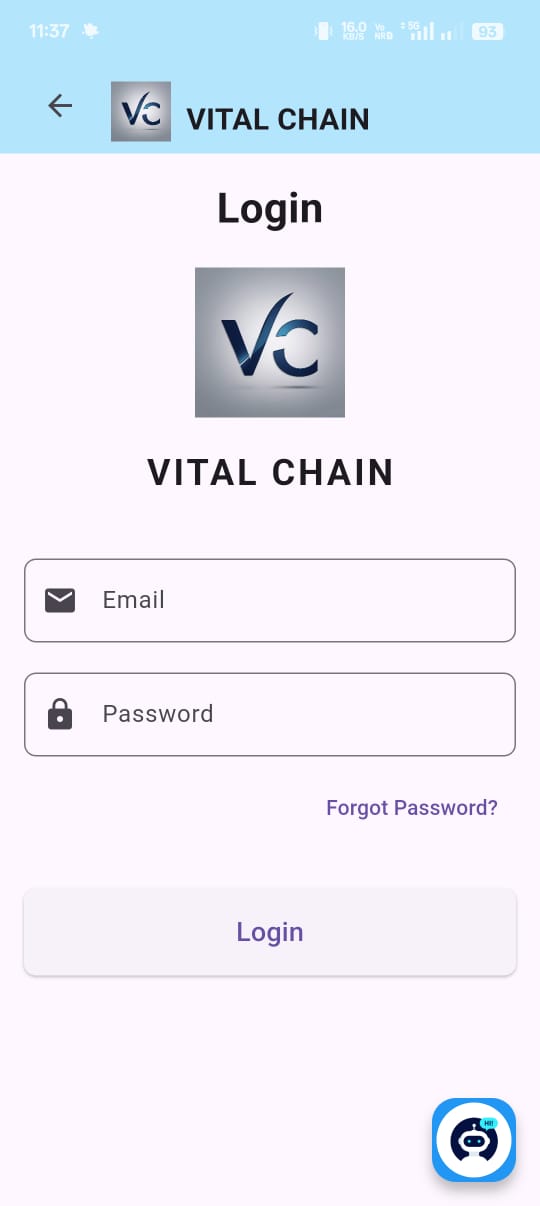 11:37
16.0 KB/S
Vo NR
5G
93
VC
VITAL CHAIN
Login
VC
VITAL CHAIN
Email
Password
Forgot Password?
Login
HI!